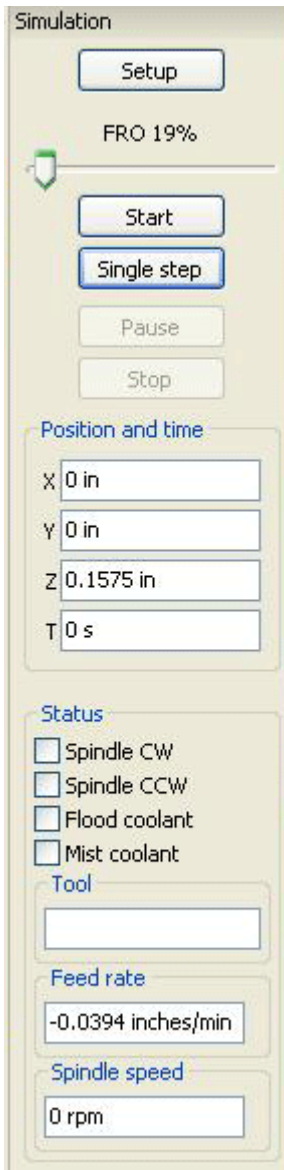 Simulation
Setup
FRO 19%
Start
Single step
Pause
Stop
Position and time
X 0 in
Y 0 in
Z 0.1575 in
T 0 s
Status
Spindle CW
Spindle CCW
Flood coolant
Mist coolant
Tool
Feed rate
-0.0394 inches/min
Spindle speed
0 rpm